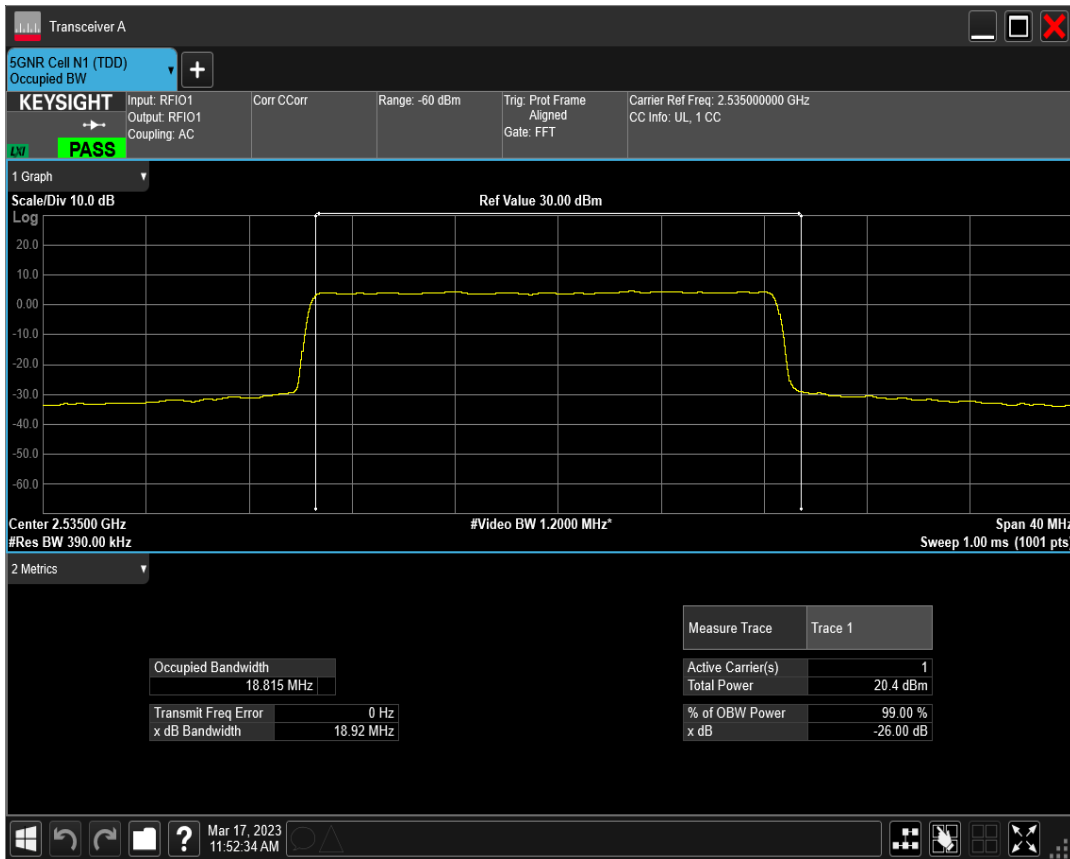 Transceiver A
5GNR Cell N1 (TDD)
Occupied BW
+
KEYSIGHT
LXI
PASS
Input: RFIO1
Output: RFIO1
Coupling: AC
Corr CCorr
Range: -60 dBm
Trig: Prot Frame
Aligned
Gate: FFT
Carrier Ref Freq: 2.535000000 GHz
CC Info: UL, 1 CC
1 Graph
Scale/Div 10.0 dB
Ref Value 30.00 dBm
Log
20.0
10.0
0.00
-10.0
-20.0
-30.0
-40.0
-50.0
-60.0
Center 2.53500 GHz
#Video BW 1.2000 MHz*
Span 40 MHz
#Res BW 390.00 kHz
Sweep 1.00 ms (1001 pts)
2 Metrics
Measure Trace Trace 1
Occupied Bandwidth
18.815 MHz
Active Carrier(s) 1
Total Power 20.4 dBm
Transmit Freq Error 0 Hz
x dB Bandwidth 18.92 MHz
% of OBW Power 99.00 %
x dB -26.00 dB
?
Mar 17, 2023
11:52:34 AM